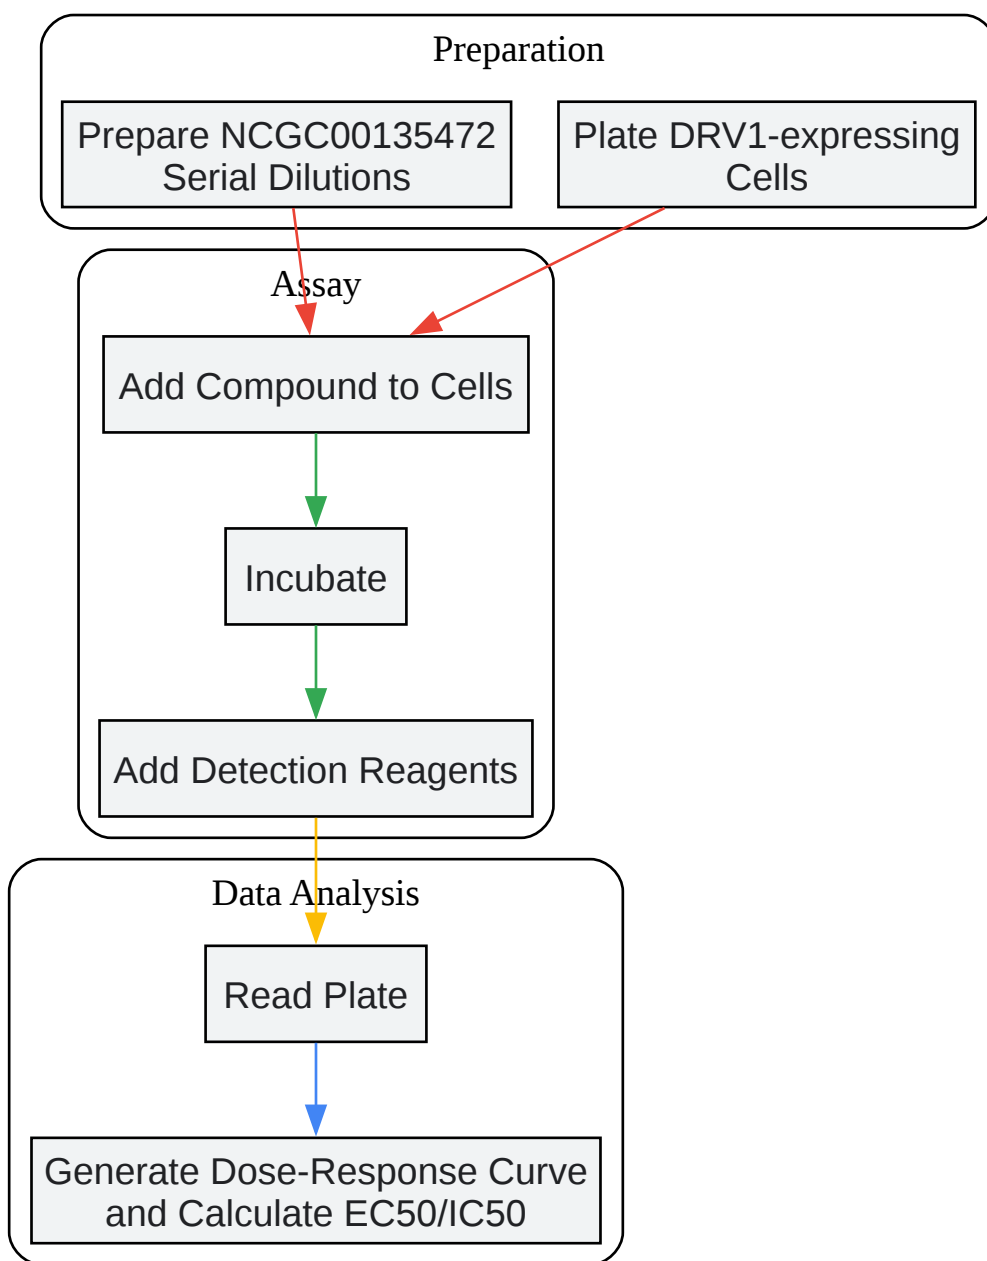 Preparation
Prepare NCGC00135472
Serial Dilutions
Plate DRV1-expressing
Cells
Assay
Add Compound to Cells
Incubate
Add Detection Reagents
Data Analysis
Read Plate
Generate Dose-Response Curve
and Calculate EC50/IC50